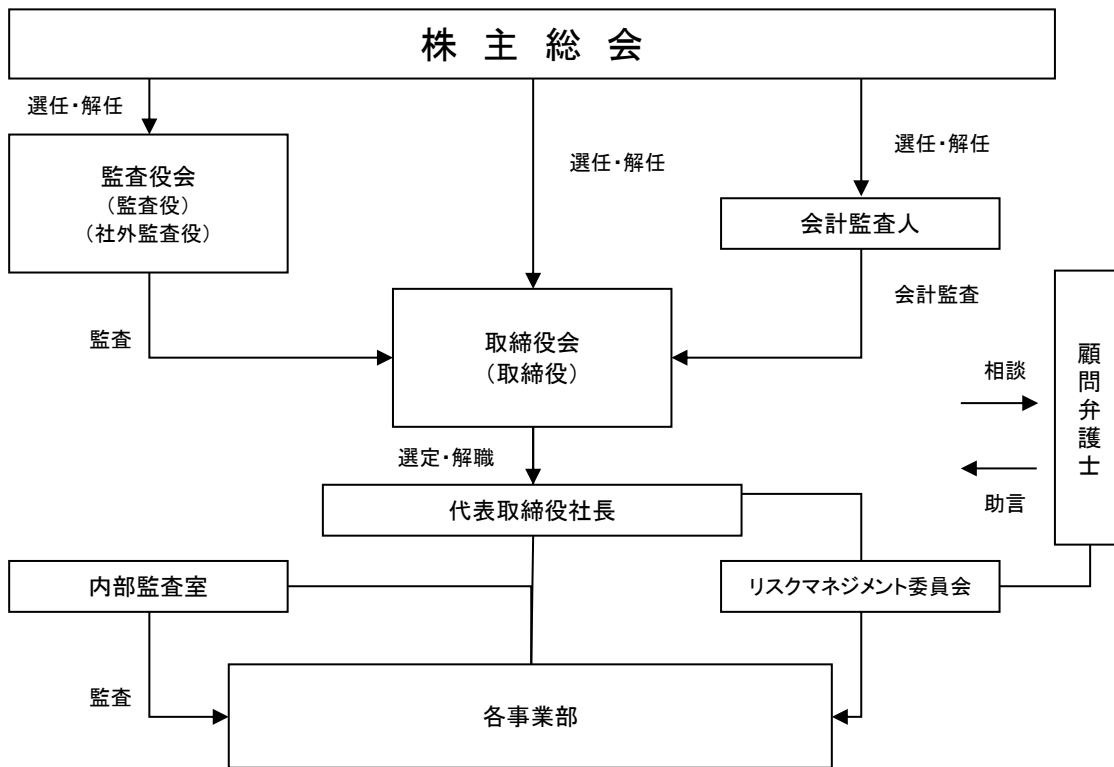 株 主 総 会
選任・解任
選任・解任
選任・解任
監査役会
(監査役)
(社外監査役)
会計監査人
監査
会計監査
取締役会
(取締役)
相談
助言
顧問弁護士
選定・解職
代表取締役社長
内部監査室
リスクマネジメント委員会
監査
各事業部